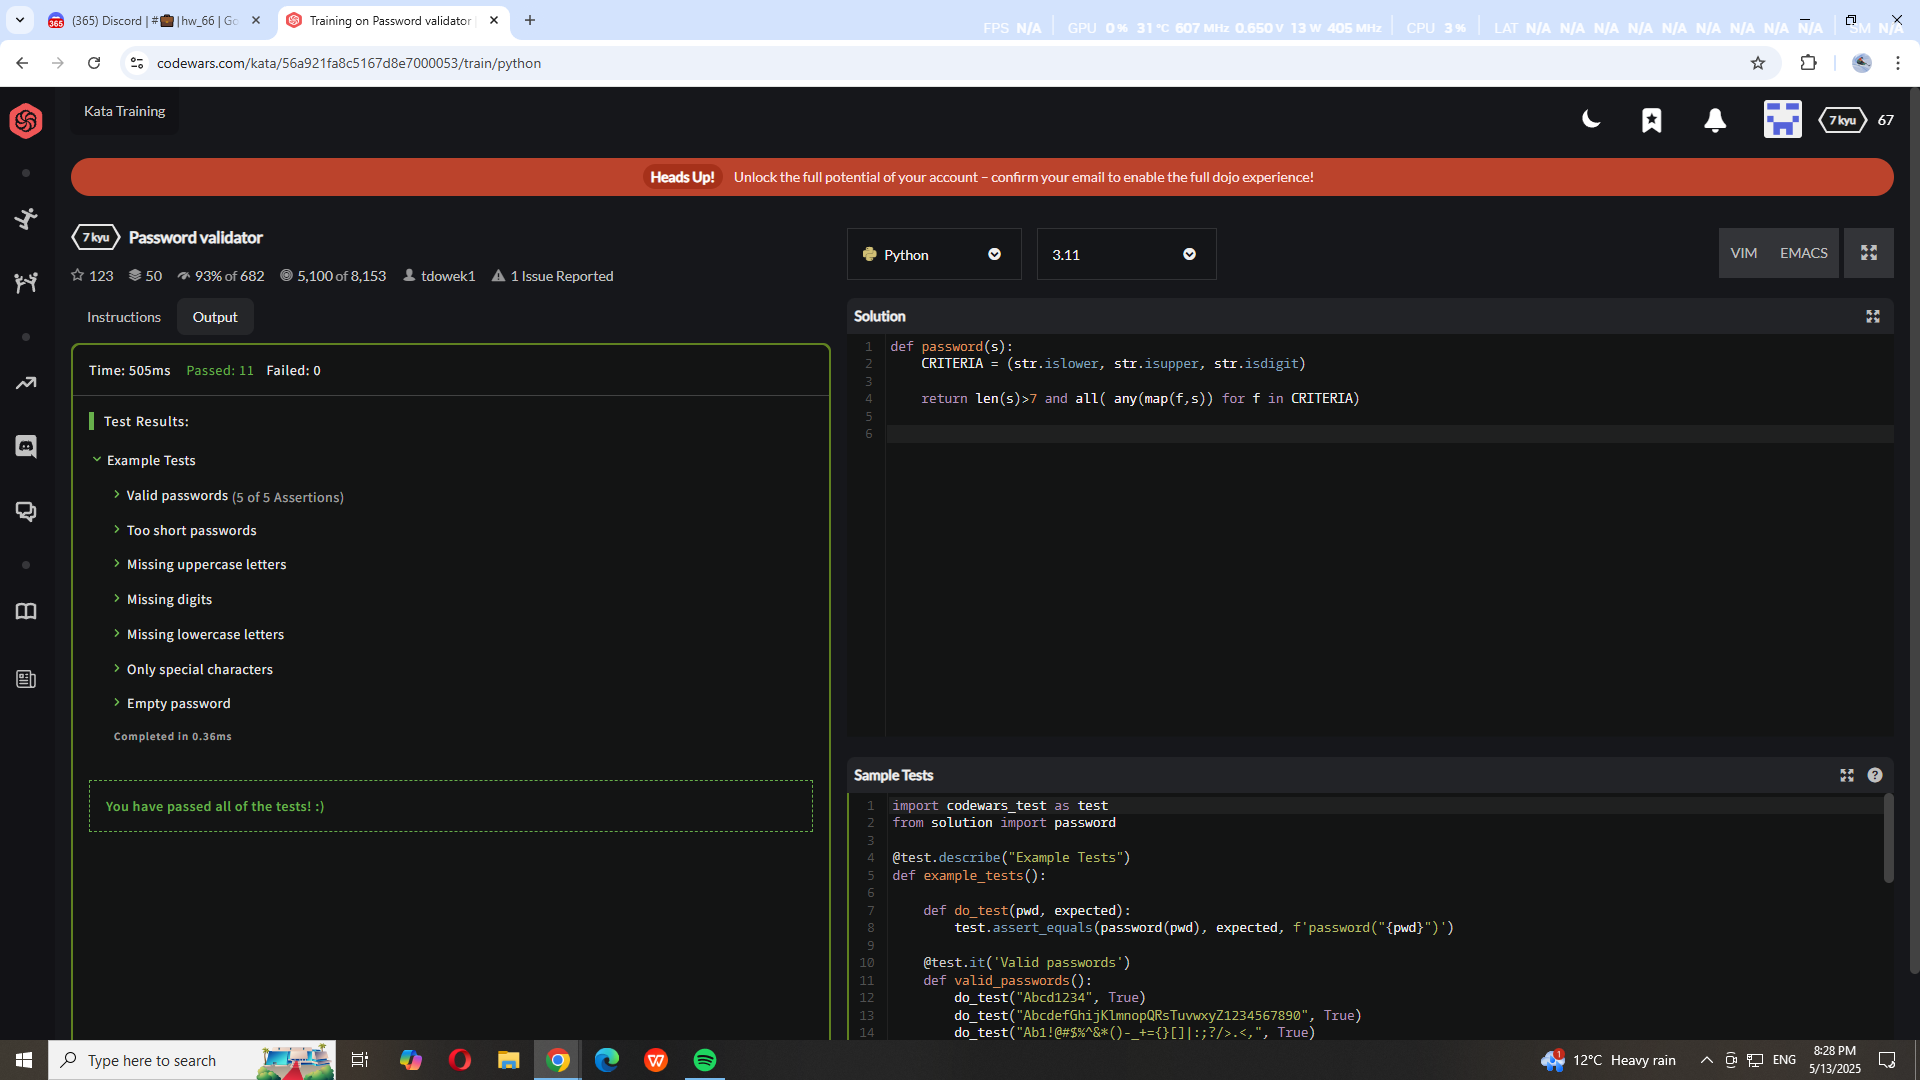 (365) Discord | #💼|hw_66 | Go
Training on Password validator |
FPS N/A GPU 0% 31°C 607 MHz 0.650 V 13 W 405 MHz CPU 3% LAT N/A N/A N/A N/A N/A N/A N/A N/A N/A SM N/A
codewars.com/kata/56a921fa8c5167d8e7000053/train/python
Kata Training
7 kyu 67
Heads Up! Unlock the full potential of your account – confirm your email to enable the full dojo experience!
7 kyu Password validator
123 50 93% of 682 5,100 of 8,153 tdowek1 1 Issue Reported
Instructions Output
Time: 505ms Passed: 11 Failed: 0
Test Results:
Example Tests
Valid passwords (5 of 5 Assertions)
Too short passwords
Missing uppercase letters
Missing digits
Missing lowercase letters
Only special characters
Empty password
Completed in 0.36ms
You have passed all of the tests! :)
Python 3.11 VIM EMACS
Solution
1 def password(s):
2 CRITERIA = (str.islower, str.isupper, str.isdigit)
3
4 return len(s)>7 and all( any(map(f,s)) for f in CRITERIA)
5
6
Sample Tests
1 import codewars_test as test
2 from solution import password
3
4 @test.describe("Example Tests")
5 def example_tests():
6
7 def do_test(pwd, expected):
8 test.assert_equals(password(pwd), expected, f'password("{pwd}")')
9
10 @test.it('Valid passwords')
11 def valid_passwords():
12 do_test("Abcd1234", True)
13 do_test("AbcdefGhijKlmnopQRsTuvwxyZ1234567890", True)
14 do_test("Ab1!@#$%^&*()-_+={}[]|:;?/>.<,", True)
Type here to search
1 12°C Heavy rain ENG 8:28 PM
5/13/2025